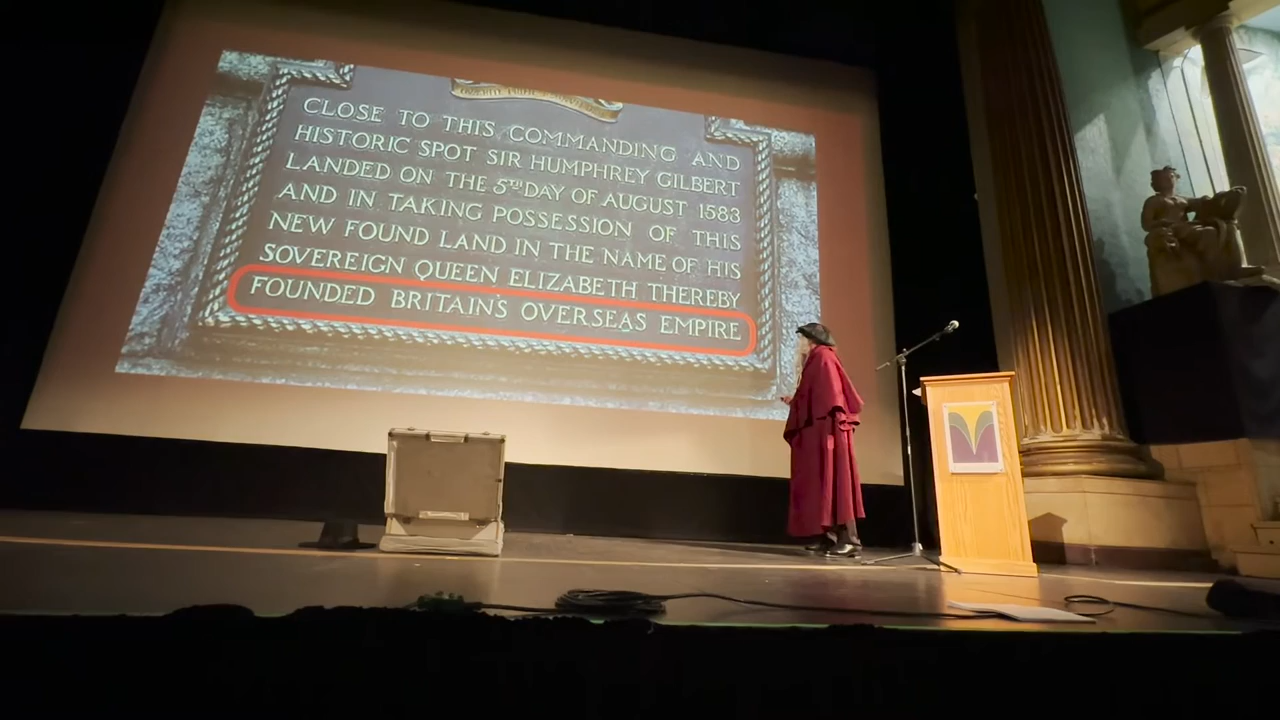 CLOSE TO THIS COMMANDING AND
HISTORIC SPOT SIR HUMPHREY GILBERT
LANDED ON THE 5TH DAY OF AUGUST 1583
AND IN TAKING POSSESSION OF THIS
NEW FOUND LAND IN THE NAME OF HIS
SOVEREIGN QUEEN ELIZABETH THEREBY
FOUNDED BRITAIN'S OVERSEAS EMPIRE